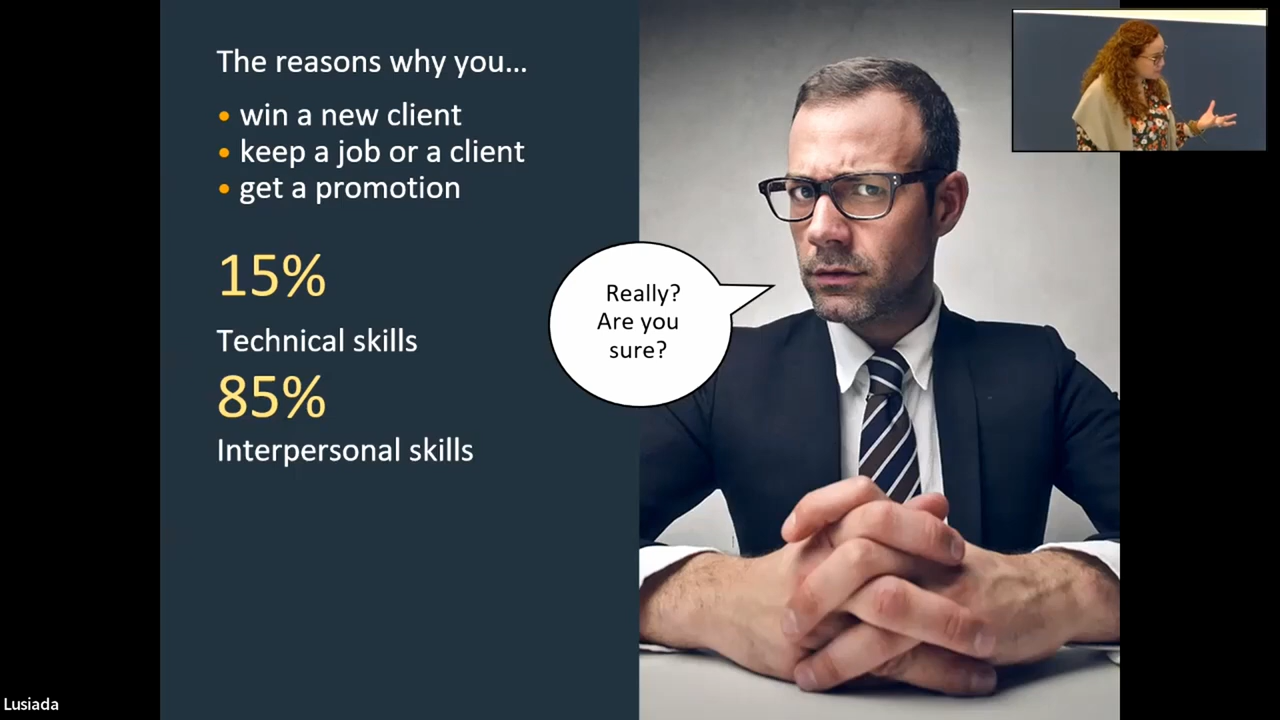 The reasons why you...
• win a new client
• keep a job or a client
• get a promotion
15%
Technical skills
85%
Interpersonal skills
Really?
Are you
sure?
Lusiada